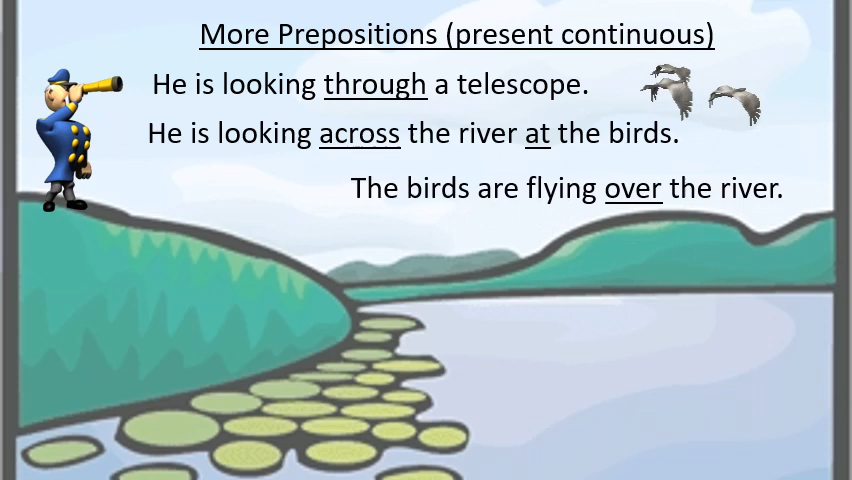 More Prepositions (present continuous)
He is looking through a telescope.
He is looking across the river at the birds.
The birds are flying over the river.